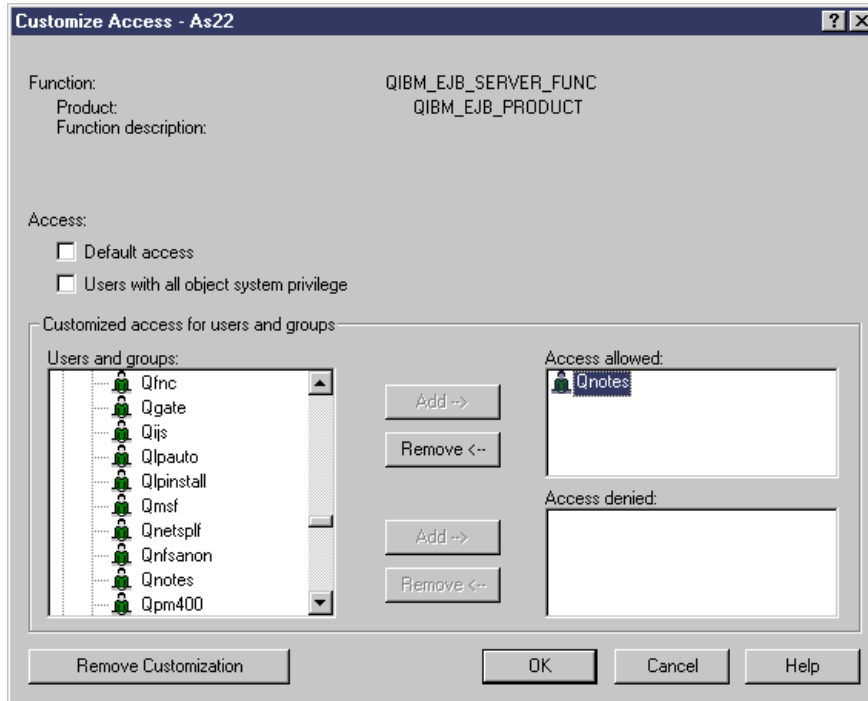 Customize Access - As22
Function: QIBM_EJB_SERVER_FUNC
Product: QIBM_EJB_PRODUCT
Function description:
Access:
Default access
Users with all object system privilege
Customized access for users and groups
Users and groups:
Qfnc
Qgate
Qijs
Qlpauto
Qlpinstall
Qmsf
Qnetsplf
Qnfsanon
Qnotes
Qpm400
Add -->
Remove <--
Add -->
Remove <--
Access allowed:
Qnotes
Access denied:
Remove Customization
OK
Cancel
Help